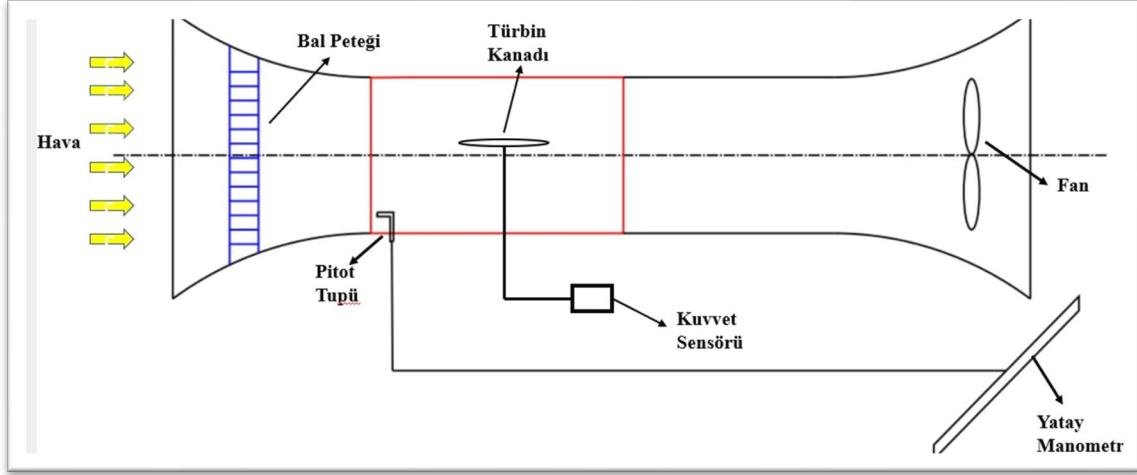 Bal Peteği
Türbin
Kanadı
Hava
Fan
Pitot
Tupü
Kuvvet
Sensörü
Yatay
Manometr